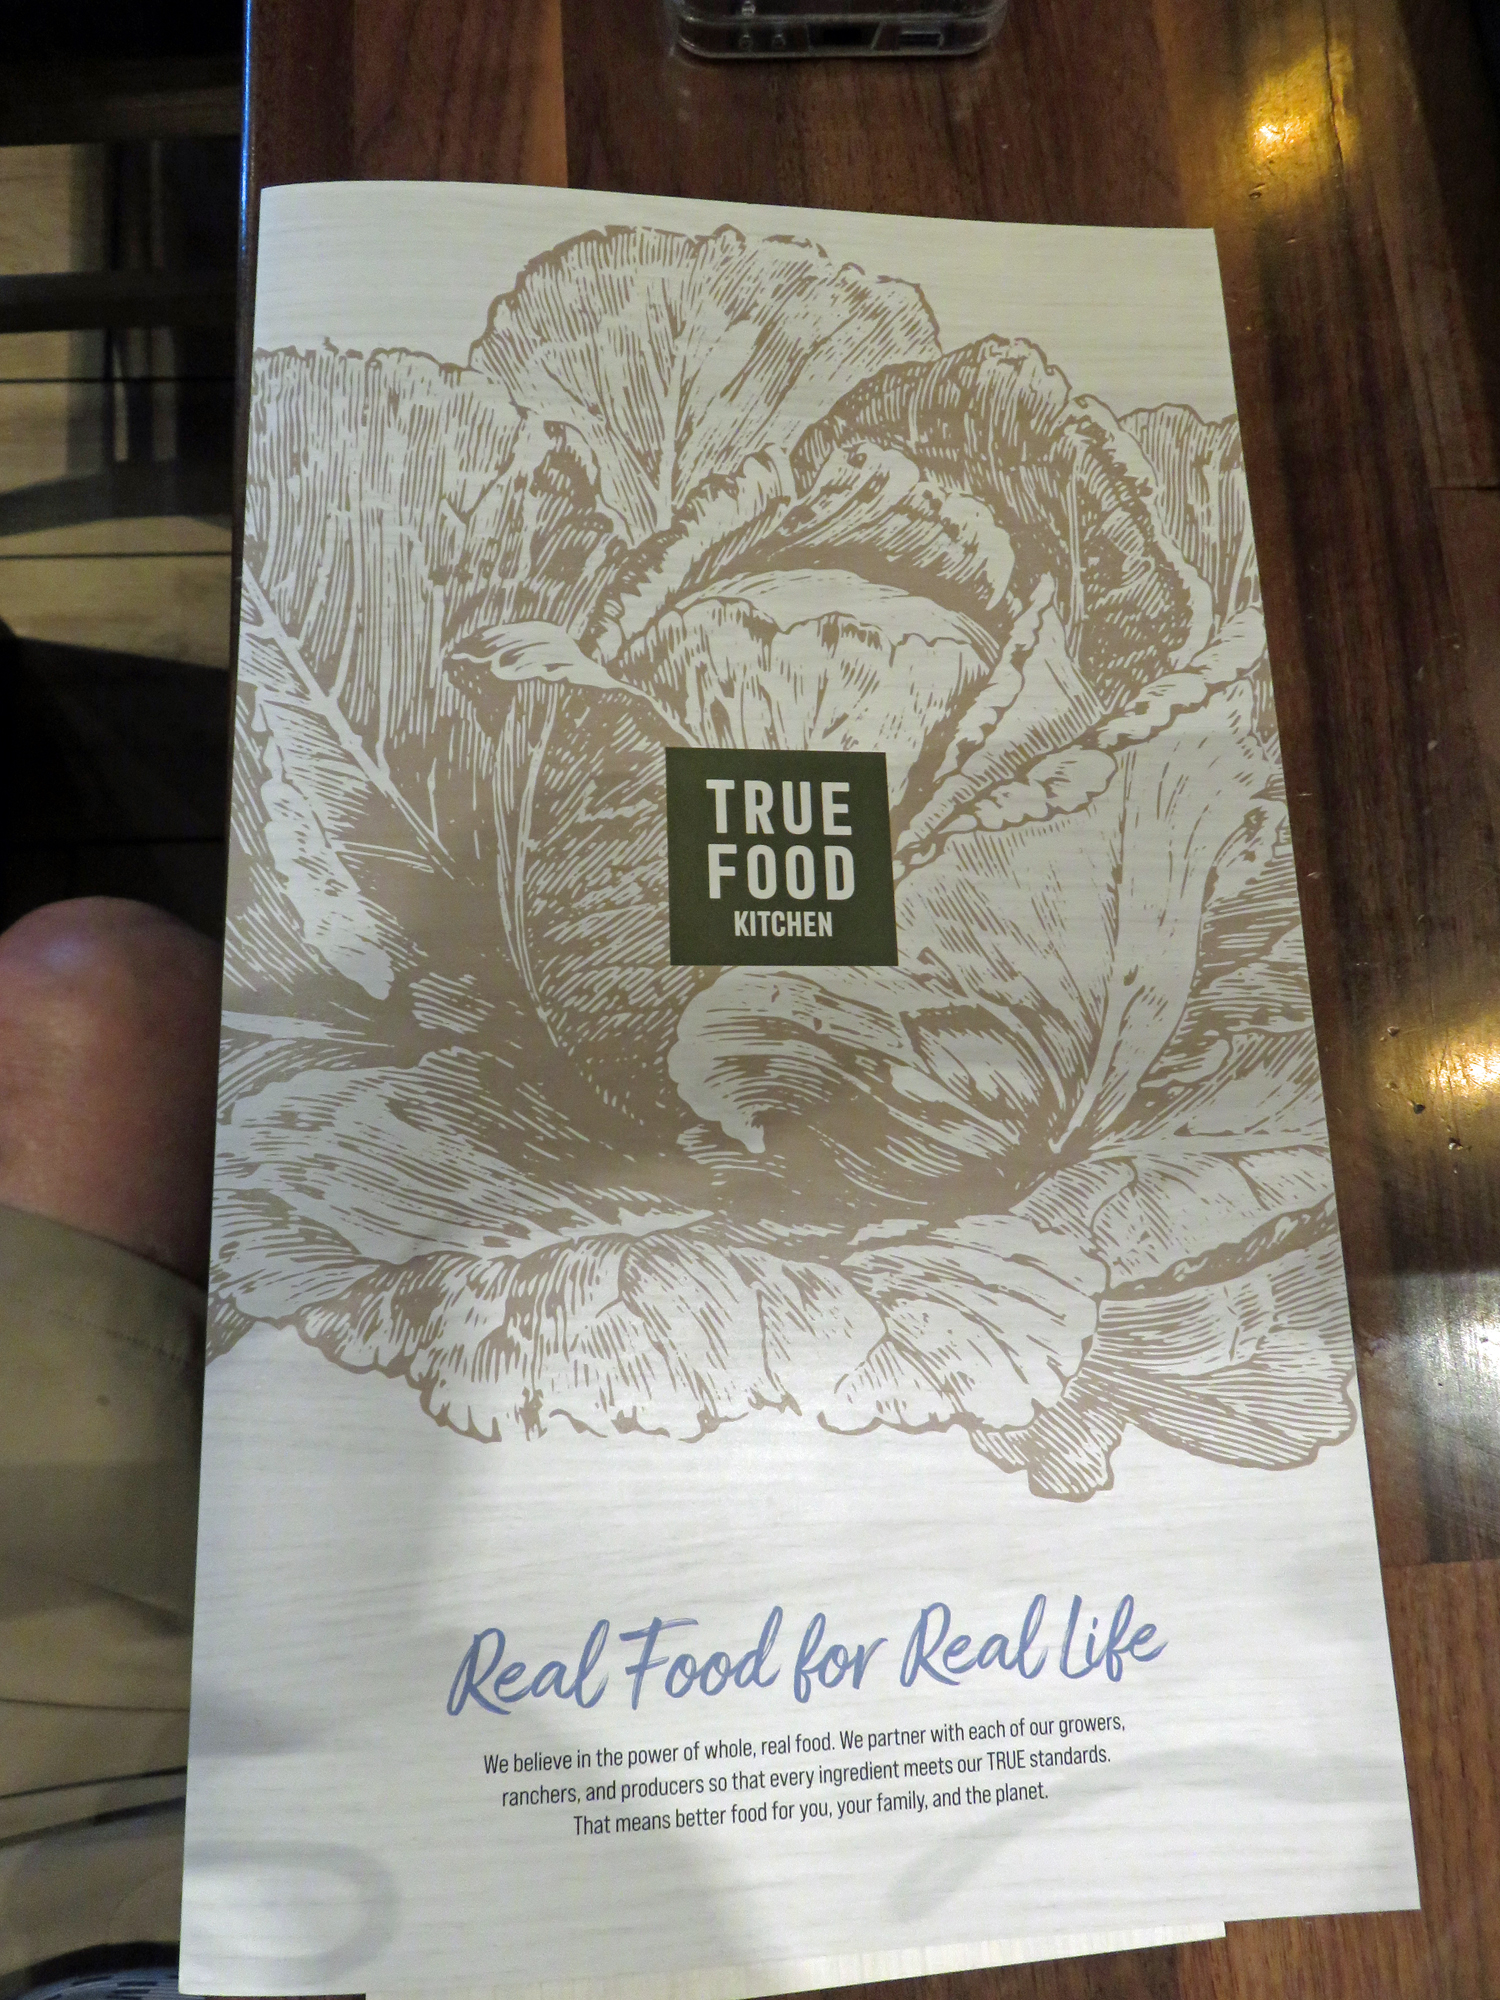 TRUE
FOOD
KITCHEN
Real Food for Real Life
We believe in the power of whole, real food. We partner with each of our growers,
ranchers, and producers so that every ingredient meets our TRUE standards.
That means better food for you, your family, and the planet.